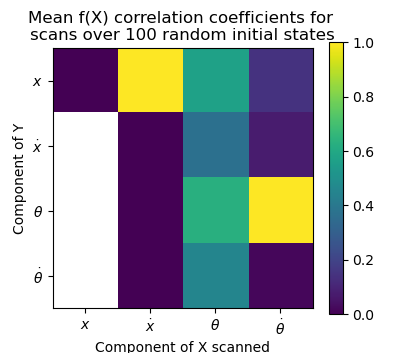 Mean f(X) correlation coefficients for
scans over 100 random initial states
Component of Y
x
ẋ
θ
θ̇
x
ẋ
θ
θ̇
Component of X scanned
1.0
0.8
0.6
0.4
0.2
0.0